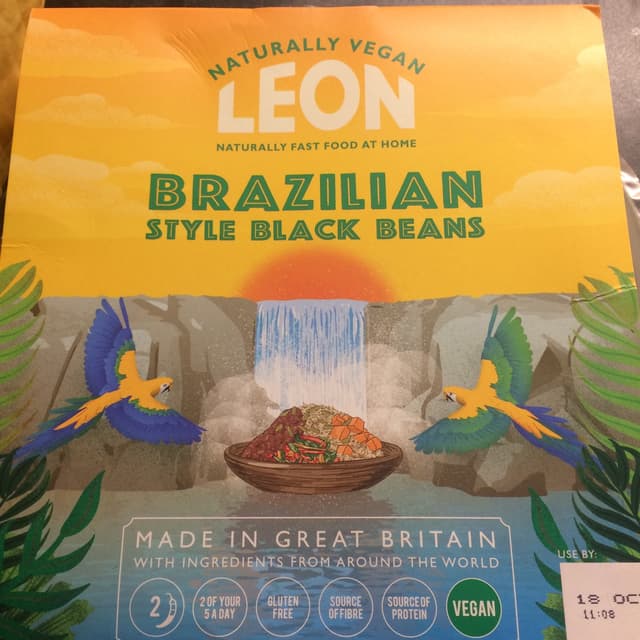 NATURALLY VEGAN
LEON
NATURALLY FAST FOOD AT HOME
BRAZILIAN
STYLE BLACK BEANS
MADE IN GREAT BRITAIN
WITH INGREDIENTS FROM AROUND THE WORLD
2
2 OF YOUR
5 A DAY
GLUTEN
FREE
SOURCE
OF FIBRE
SOURCE OF
PROTEIN
VEGAN
USE BY:
18 OC
11:08